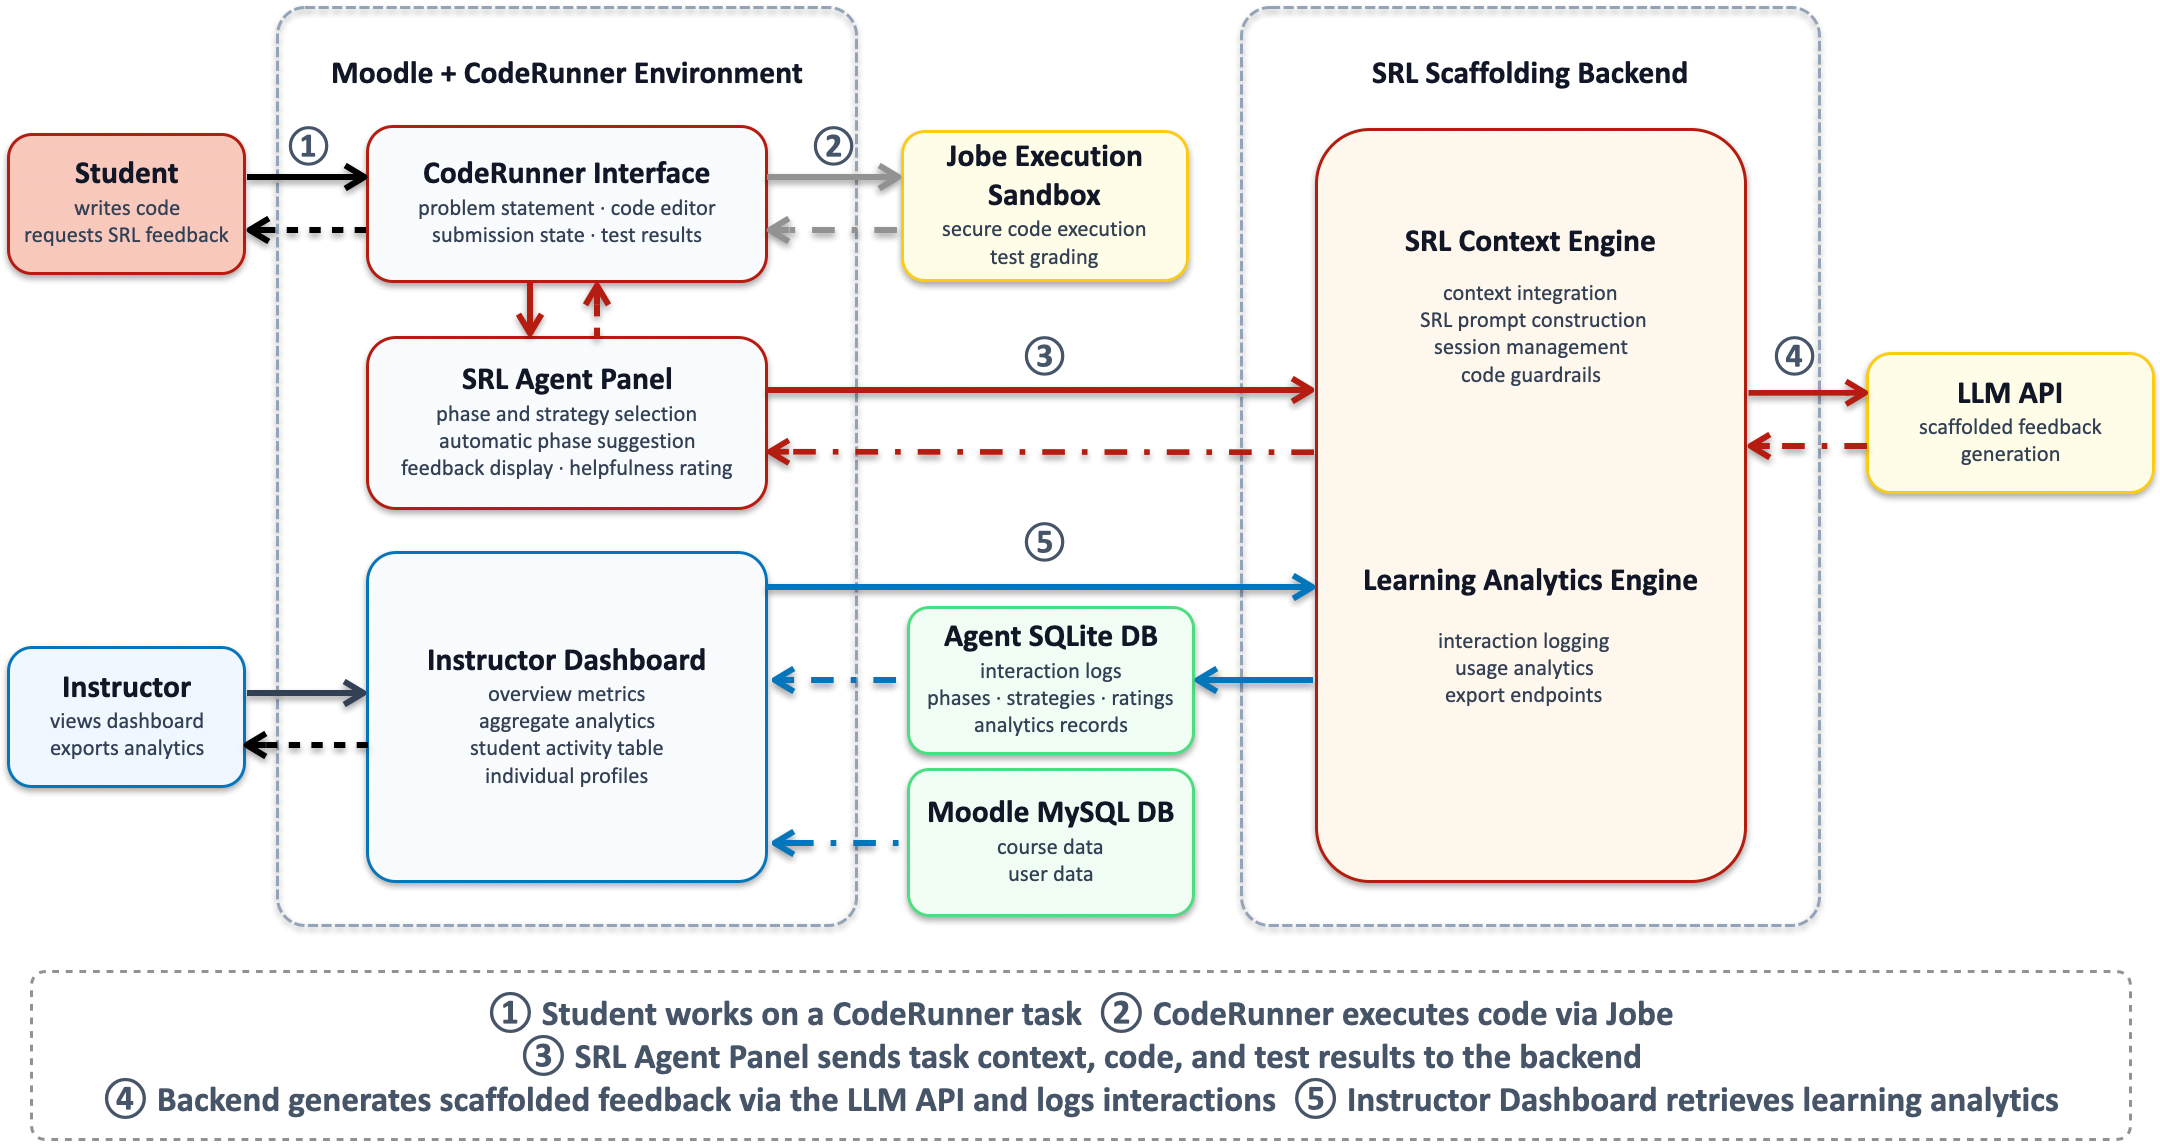 Moodle + CodeRunner Environment
SRL Scaffolding Backend
①
②
Student
writes code
requests SRL feedback
CodeRunner Interface
problem statement · code editor
submission state · test results
Jobe Execution
Sandbox
secure code execution
test grading
SRL Context Engine
context integration
SRL prompt construction
session management
code guardrails
SRL Agent Panel
phase and strategy selection
automatic phase suggestion
feedback display · helpfulness rating
③
④
LLM API
scaffolded feedback
generation
⑤
Learning Analytics Engine
interaction logging
usage analytics
export endpoints
Instructor
views dashboard
exports analytics
Instructor Dashboard
overview metrics
aggregate analytics
student activity table
individual profiles
Agent SQLite DB
interaction logs
phases · strategies · ratings
analytics records
Moodle MySQL DB
course data
user data
① Student works on a CodeRunner task ② CodeRunner executes code via Jobe
③ SRL Agent Panel sends task context, code, and test results to the backend
④ Backend generates scaffolded feedback via the LLM API and logs interactions ⑤ Instructor Dashboard retrieves learning analytics